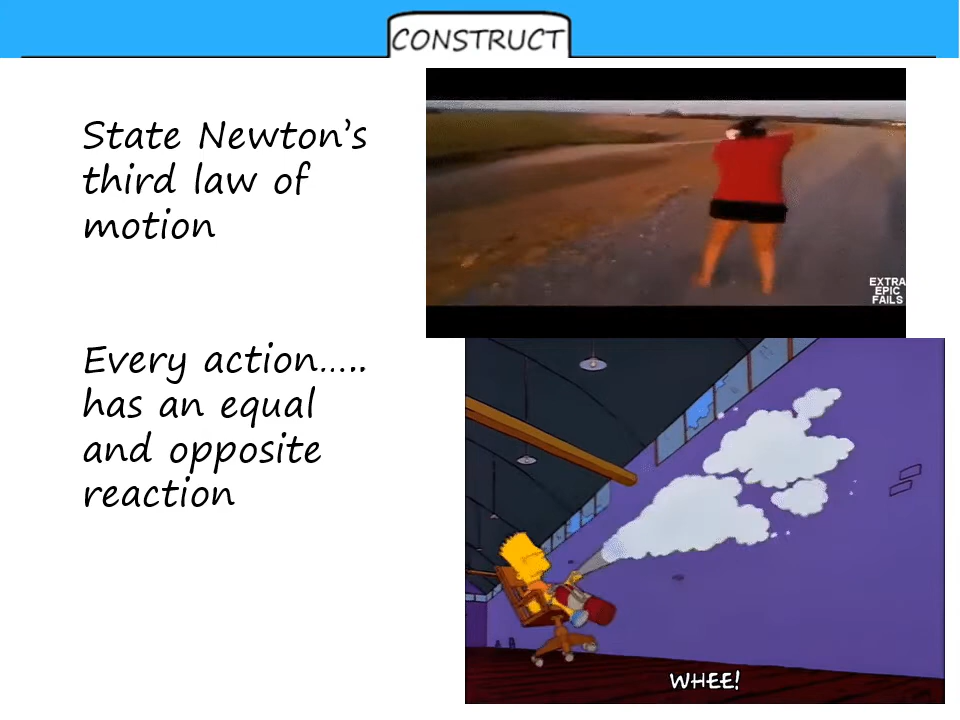 CONSTRUCT
State Newton's
third law of
motion
EXTRA
EPIC
FAILS
Every action.....
has an equal
and opposite
reaction
WHEE!